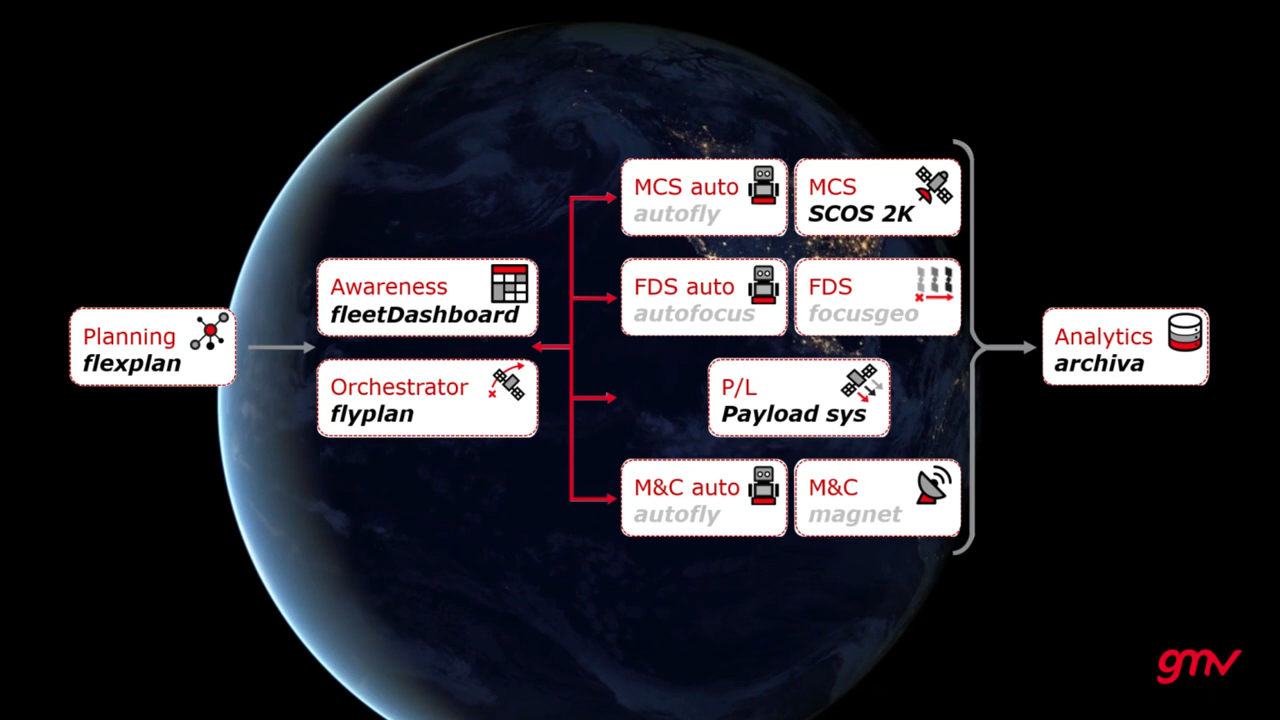 Planning
flexplan
Awareness
fleetDashboard
Orchestrator
flyplan
MCS auto
autofly
MCS
SCOS 2K
FDS auto
autofocus
FDS
focusgeo
P/L
Payload sys
M&C auto
autofly
M&C
magnet
Analytics
archiva
gmv